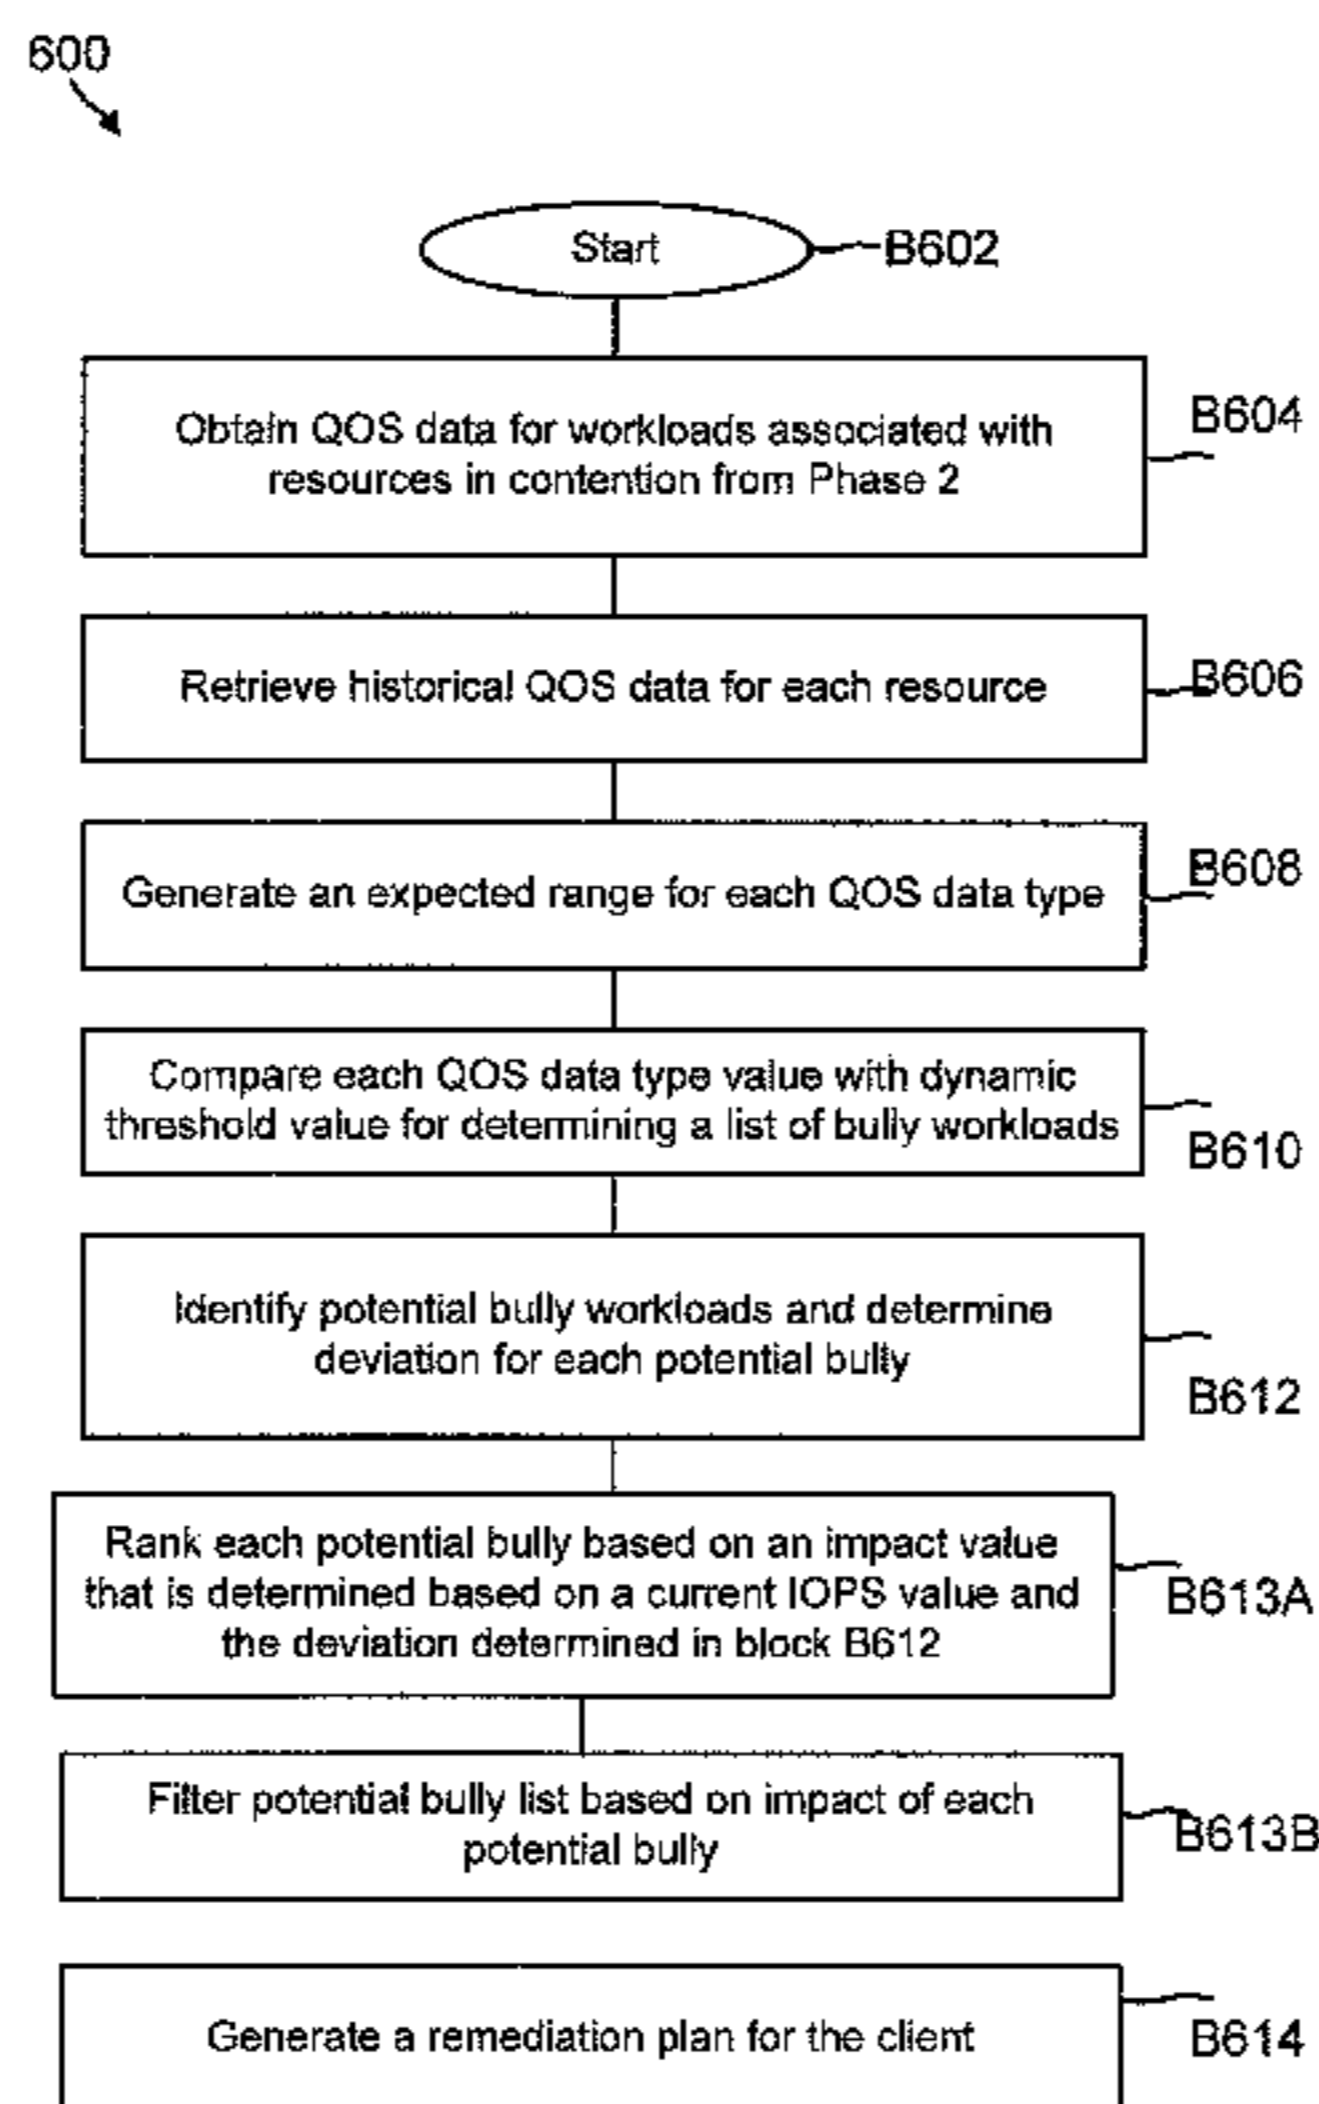 600
Start
B602
Obtain QOS data for workloads associated with
resources in contention from Phase 2
B604
Retrieve historical QOS data for each resource
B606
Generate an expected range for each QOS data type
B608
Compare each QOS data type value with dynamic
threshold value for determining a list of bully workloads
B610
Identify potential bully workloads and determine
deviation for each potential bully
B612
Rank each potential bully based on an impact value
that is determined based on a current IOPS value and
the deviation determined in block B612
B613A
Filter potential bully list based on impact of each
potential bully
B613B
Generate a remediation plan for the client
B614